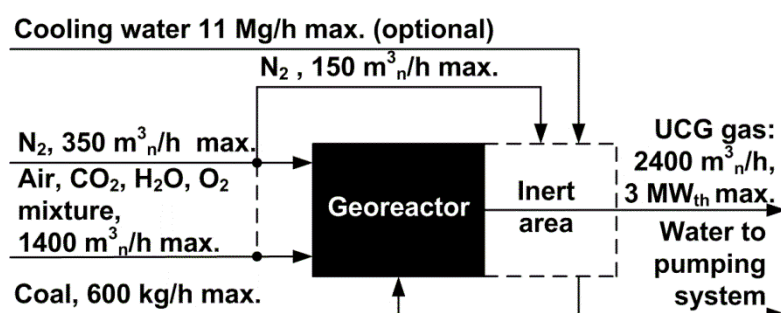 Cooling water 11 Mg/h max. (optional)
N₂ , 150 m³ₙ/h max.
N₂, 350 m³ₙ/h max.
Air, CO₂, H₂O, O₂
mixture,
1400 m³ₙ/h max.
Coal, 600 kg/h max.
Georeactor
Inert
area
UCG gas:
2400 m³ₙ/h,
3 MWₜₕ max.
Water to
pumping
system